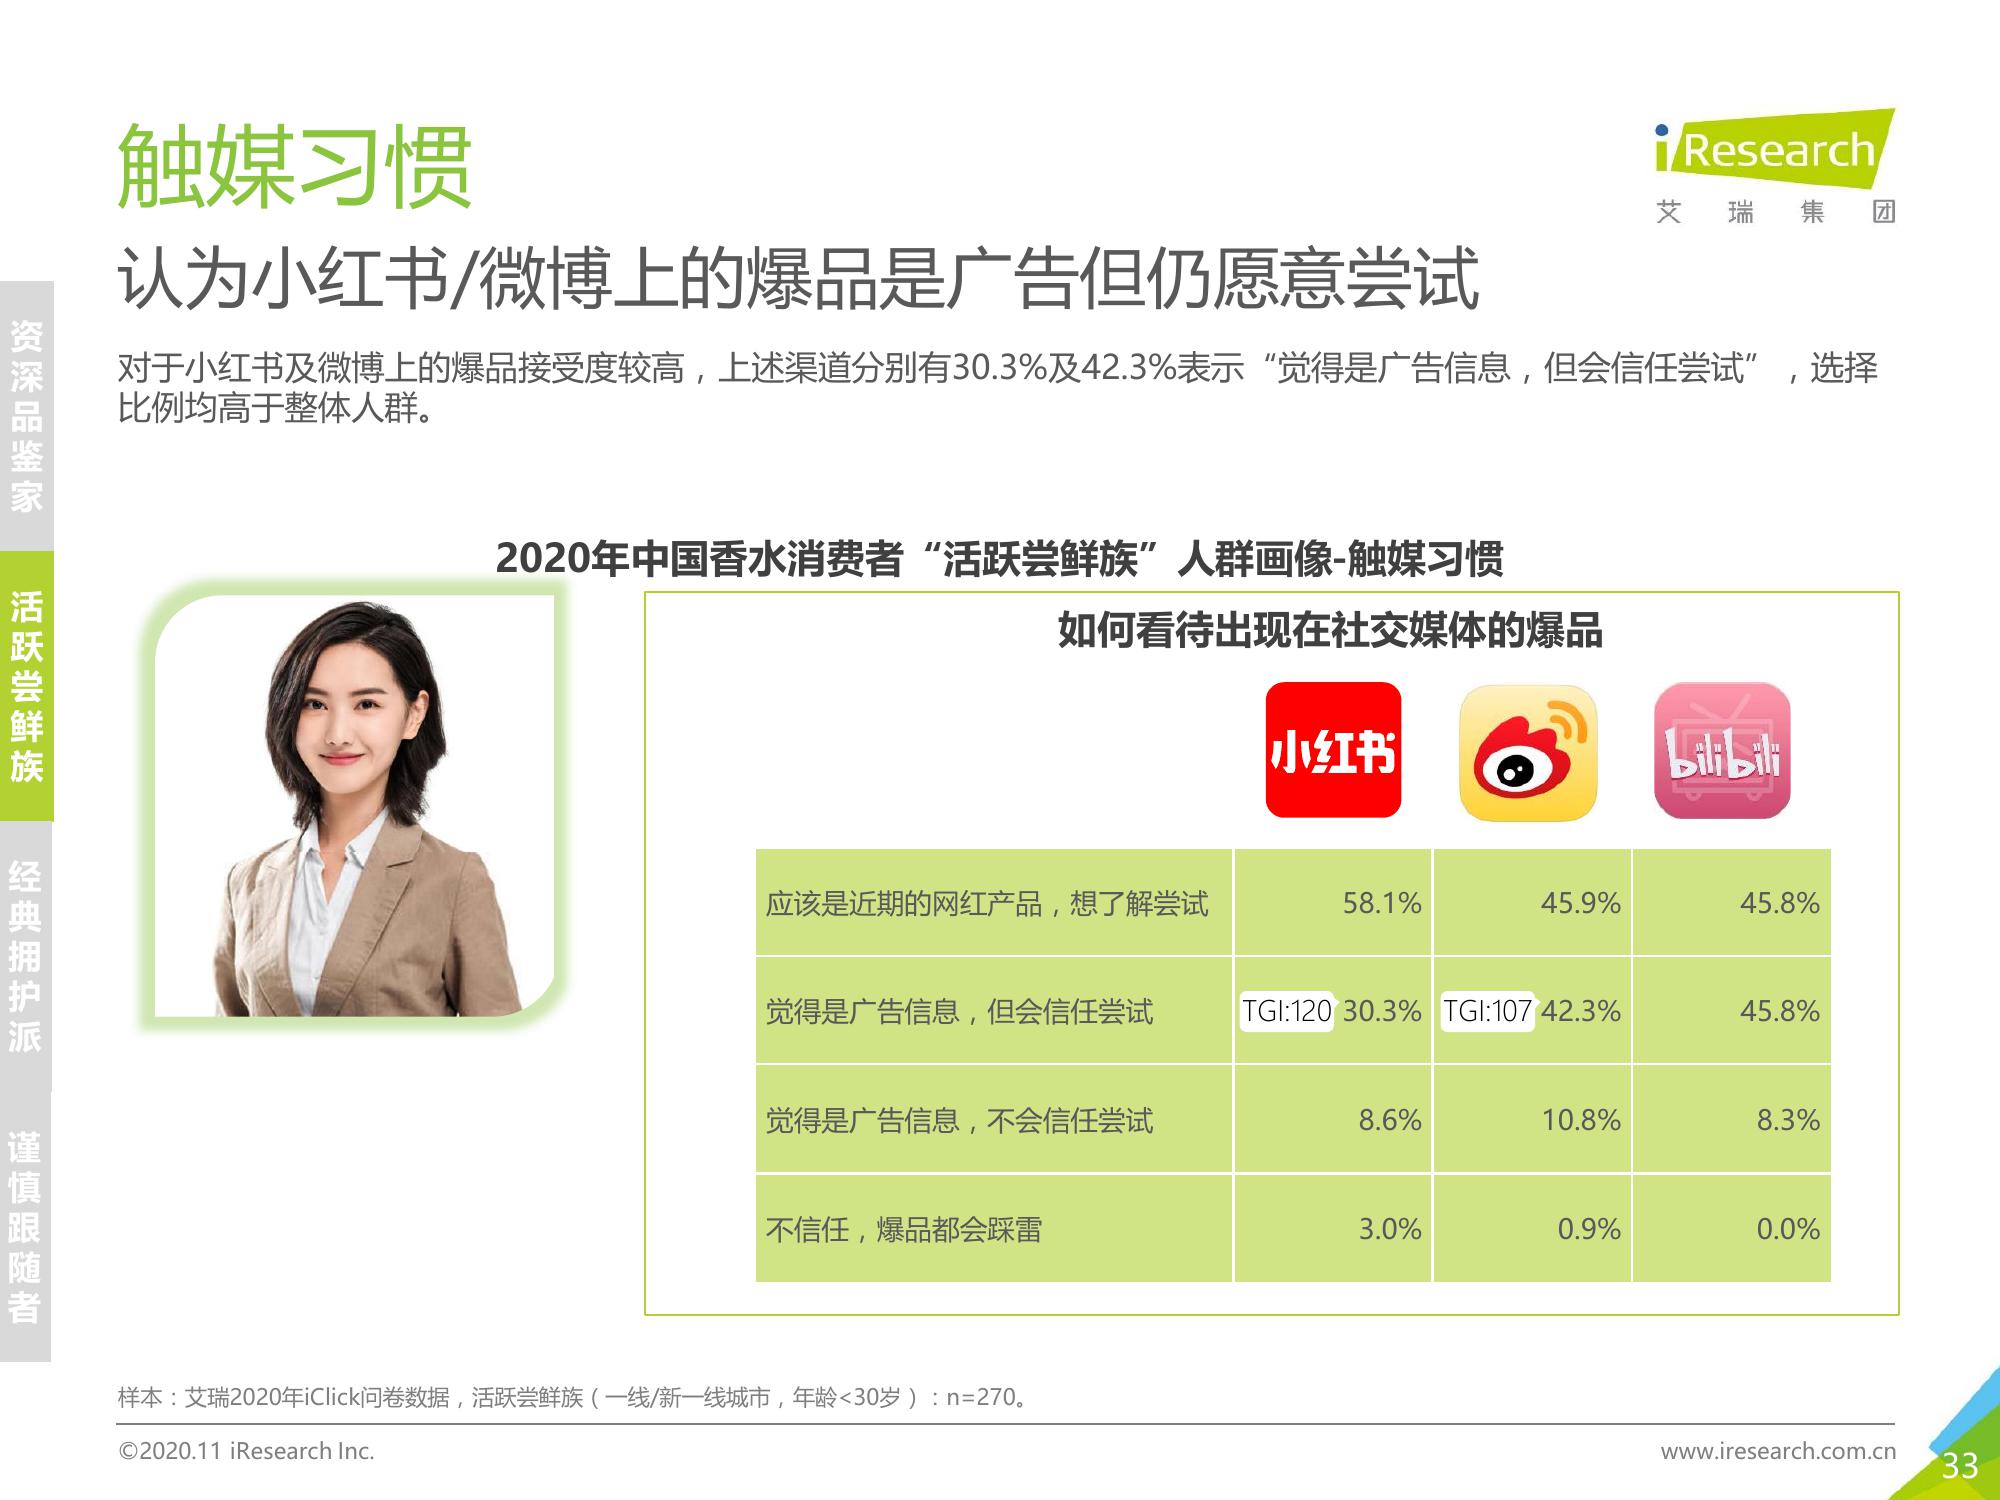 触媒习惯
iResearch
艾瑞集团
认为小红书/微博上的爆品是广告但仍愿意尝试
对于小红书及微博上的爆品接受度较高，上述渠道分别有30.3%及42.3%表示“觉得是广告信息，但会信任尝试”，选择
比例均高于整体人群。
资深品鉴家
活跃尝鲜族
经典拥护派
谨慎跟随者
2020年中国香水消费者“活跃尝鲜族”人群画像-触媒习惯
如何看待出现在社交媒体的爆品
小红书 bilibili
应该是近期的网红产品，想了解尝试 58.1% 45.9% 45.8%
觉得是广告信息，但会信任尝试 TGI:120 30.3% TGI:107 42.3% 45.8%
觉得是广告信息，不会信任尝试 8.6% 10.8% 8.3%
不信任，爆品都会踩雷 3.0% 0.9% 0.0%
样本：艾瑞2020年iClick问卷数据，活跃尝鲜族（一线/新一线城市，年龄<30岁）：n=270。
©2020.11 iResearch Inc. www.iresearch.com.cn
33